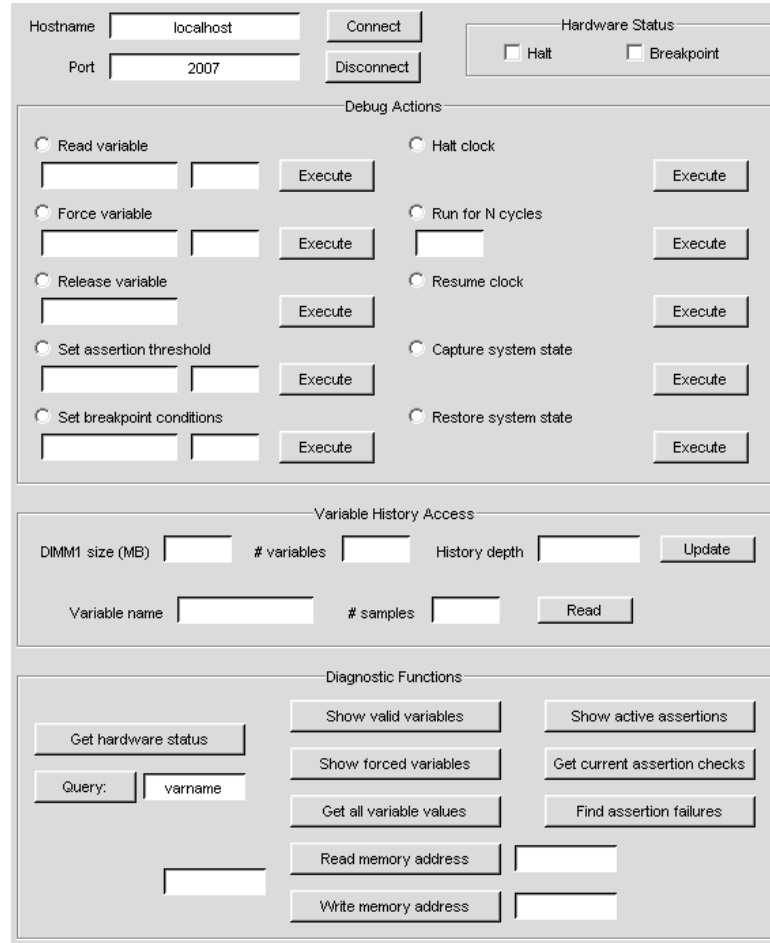 Hostname localhost Connect Hardware Status
Halt Breakpoint
Port 2007 Disconnect
Debug Actions
Read variable Halt clock
Execute Execute
Force variable Run for N cycles
Execute Execute
Release variable Resume clock
Execute Execute
Set assertion threshold Capture system state
Execute Execute
Set breakpoint conditions Restore system state
Execute Execute
Variable History Access
DIMM1 size (MB) # variables History depth Update
Variable name # samples Read
Diagnostic Functions
Show valid variables Show active assertions
Get hardware status
Show forced variables Get current assertion checks
Query: varname
Get all variable values Find assertion failures
Read memory address
Write memory address